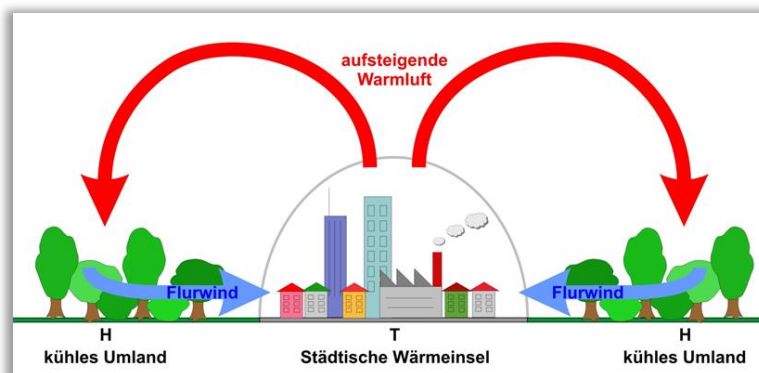 aufsteigende
Warmluft
Flurwind
Flurwind
H
T
H
kühles Umland
Städtische Wärmeinsel
kühles Umland